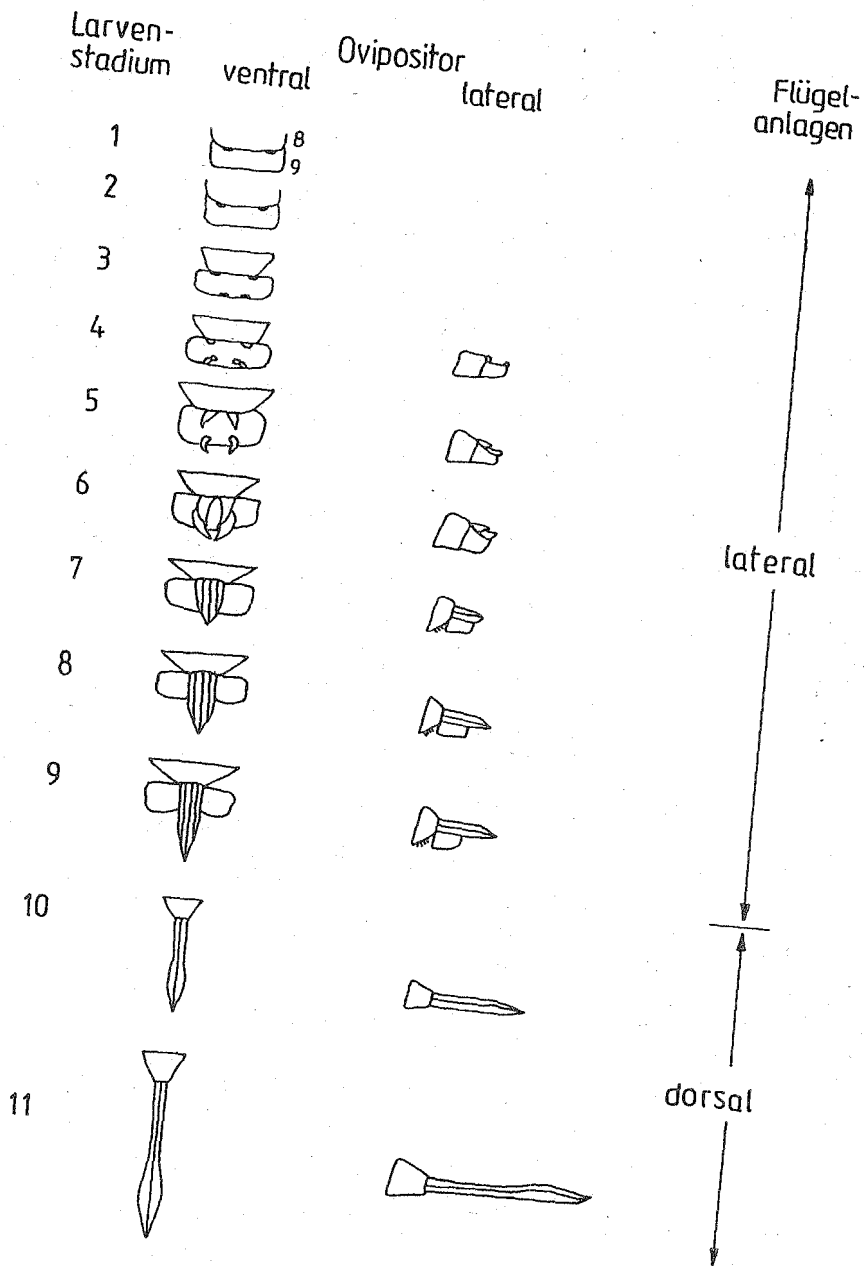 Larven-
stadium
ventral
Ovipositor
lateral
Flügel-
anlagen
1
8
9
2
3
4
5
6
7
8
9
10
11
lateral
dorsal